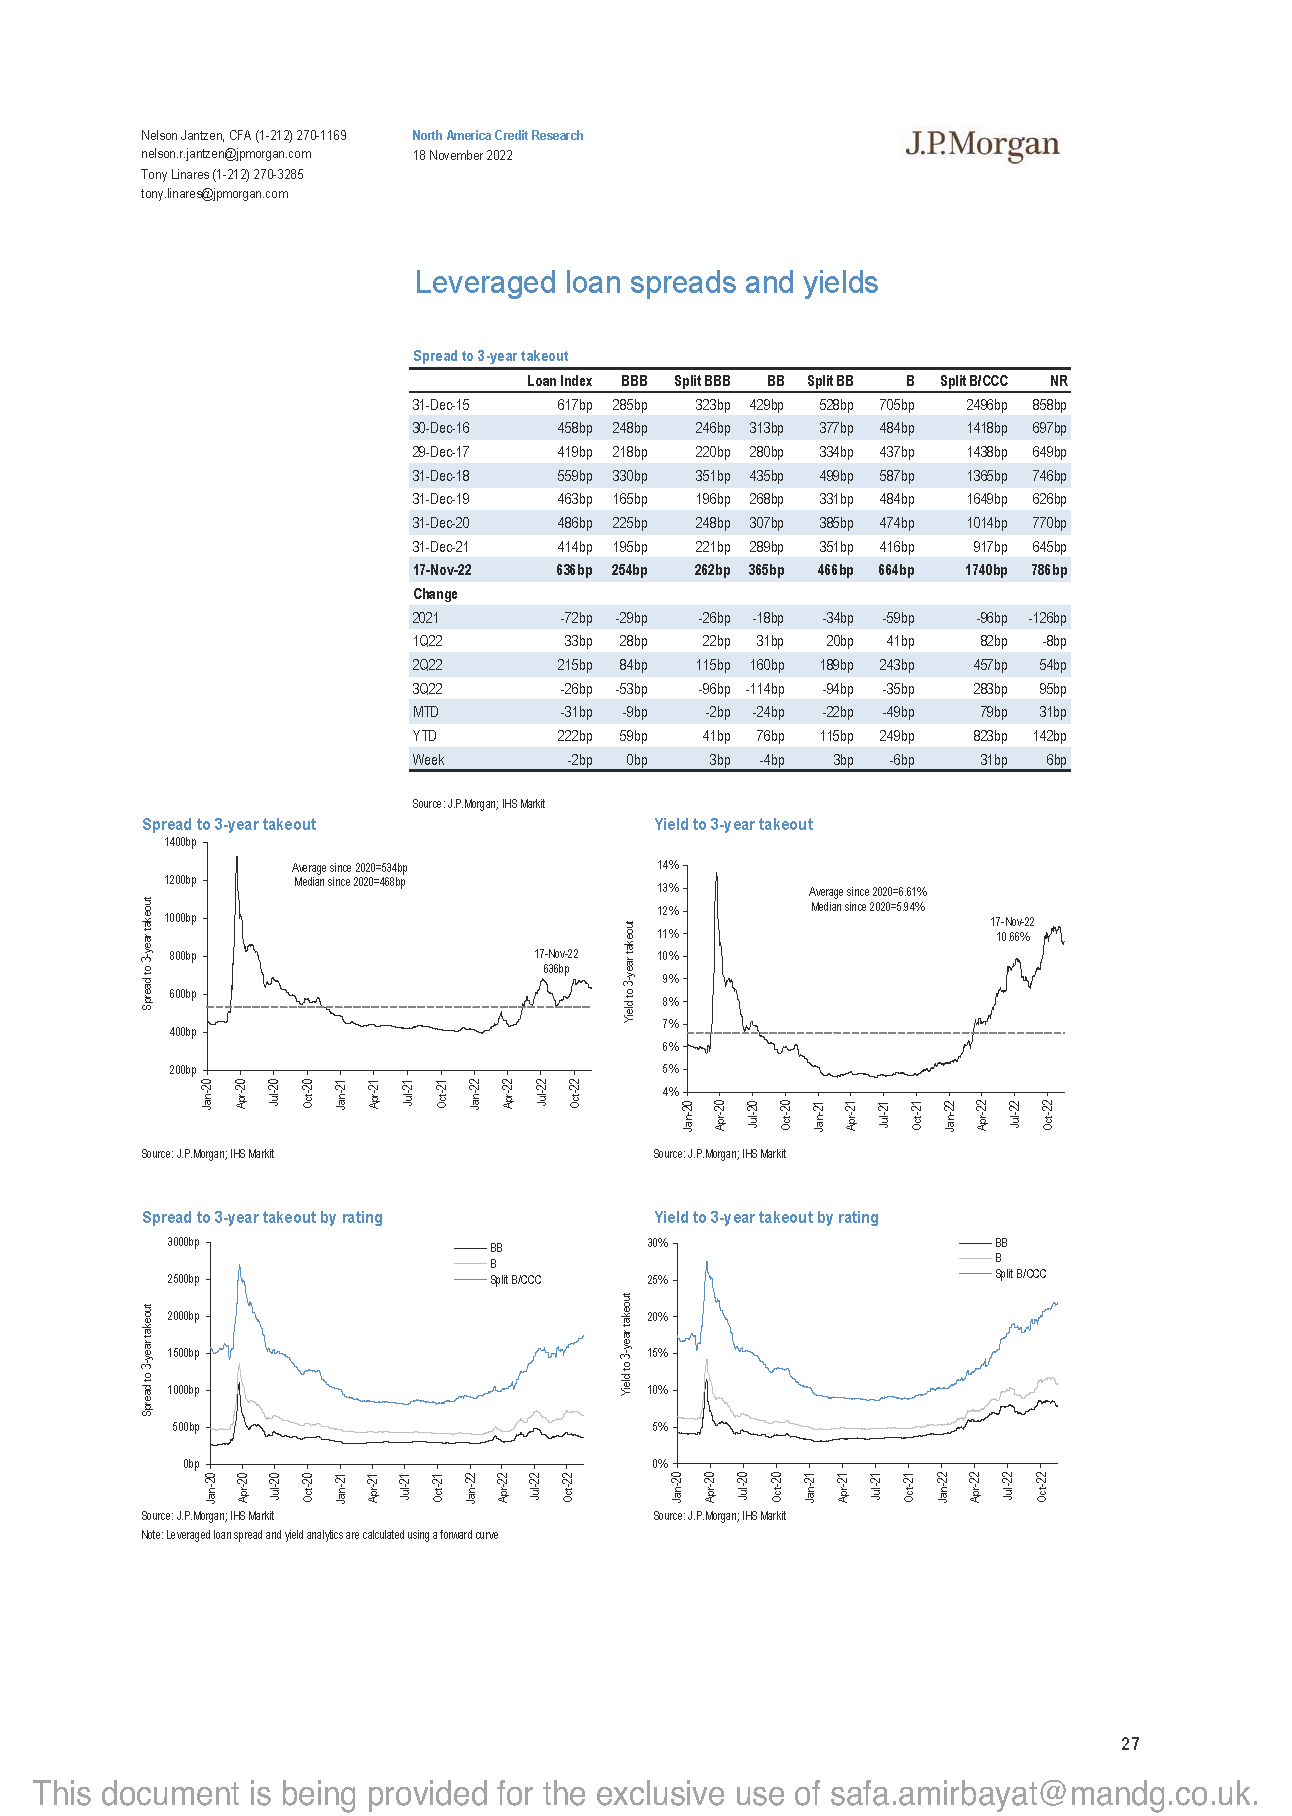 Nelson Jantzen, CFA (1-212) 270-1169
nelson.r.jantzen@jpmorgan.com
Tony Linares (1-212) 270-3285
tony.linares@jpmorgan.com
North America Credit Research
18 November 2022
J.P.Morgan
Leveraged loan spreads and yields
Spread to 3-year takeout
Loan Index BBB Split BBB BB Split BB B Split B/CCC NR
31-Dec-15 617bp 285bp 323bp 429bp 528bp 705bp 2496bp 858bp
30-Dec-16 458bp 248bp 246bp 313bp 377bp 484bp 1418bp 697bp
29-Dec-17 419bp 218bp 220bp 280bp 334bp 437bp 1438bp 649bp
31-Dec-18 559bp 330bp 351bp 435bp 499bp 587bp 1365bp 746bp
31-Dec-19 463bp 165bp 196bp 268bp 331bp 484bp 1649bp 626bp
31-Dec-20 486bp 225bp 248bp 307bp 385bp 474bp 1014bp 770bp
31-Dec-21 414bp 195bp 221bp 289bp 351bp 416bp 917bp 645bp
17-Nov-22 636bp 254bp 262bp 365bp 466bp 664bp 1740bp 786bp
Change
2021 -72bp -29bp -26bp -18bp -34bp -59bp -96bp -126bp
1Q22 33bp 28bp 22bp 31bp 20bp 41bp 82bp -8bp
2Q22 215bp 84bp 115bp 160bp 189bp 243bp 457bp 54bp
3Q22 -26bp -53bp -96bp -114bp -94bp -35bp 283bp 95bp
MTD -31bp -9bp -2bp -24bp -22bp -49bp 79bp 31bp
YTD 222bp 59bp 41bp 76bp 115bp 249bp 823bp 142bp
Week -2bp 0bp 3bp -4bp 3bp -6bp 31bp 6bp
Source: J.P.Morgan; IHS Markit
Spread to 3-year takeout
Spread to 3-year takeout
1400bp
1200bp
1000bp
800bp
600bp
400bp
200bp
Average since 2020=534bp
Median since 2020=468bp
17-Nov-22
636bp
Jan-20 Apr-20 Jul-20 Oct-20 Jan-21 Apr-21 Jul-21 Oct-21 Jan-22 Apr-22 Jul-22 Oct-22
Source: J.P.Morgan; IHS Markit
Yield to 3-year takeout
Yield to 3-year takeout
14%
13%
12%
11%
10%
9%
8%
7%
6%
5%
4%
Average since 2020=6.61%
Median since 2020=5.94%
17-Nov-22
10.66%
Jan-20 Apr-20 Jul-20 Oct-20 Jan-21 Apr-21 Jul-21 Oct-21 Jan-22 Apr-22 Jul-22 Oct-22
Source: J.P.Morgan; IHS Markit
Spread to 3-year takeout by rating
Spread to 3-year takeout
3000bp
2500bp
2000bp
1500bp
1000bp
500bp
0bp
BB
B
Split B/CCC
Jan-20 Apr-20 Jul-20 Oct-20 Jan-21 Apr-21 Jul-21 Oct-21 Jan-22 Apr-22 Jul-22 Oct-22
Source: J.P.Morgan; IHS Markit
Note: Leveraged loan spread and yield analytics are calculated using a forward curve
Yield to 3-year takeout by rating
Yield to 3-year takeout
30%
25%
20%
15%
10%
5%
0%
BB
B
Split B/CCC
Jan-20 Apr-20 Jul-20 Oct-20 Jan-21 Apr-21 Jul-21 Oct-21 Jan-22 Apr-22 Jul-22 Oct-22
Source: J.P.Morgan; IHS Markit
27
This document is being provided for the exclusive use of safa.amirbayat@mandg.co.uk.